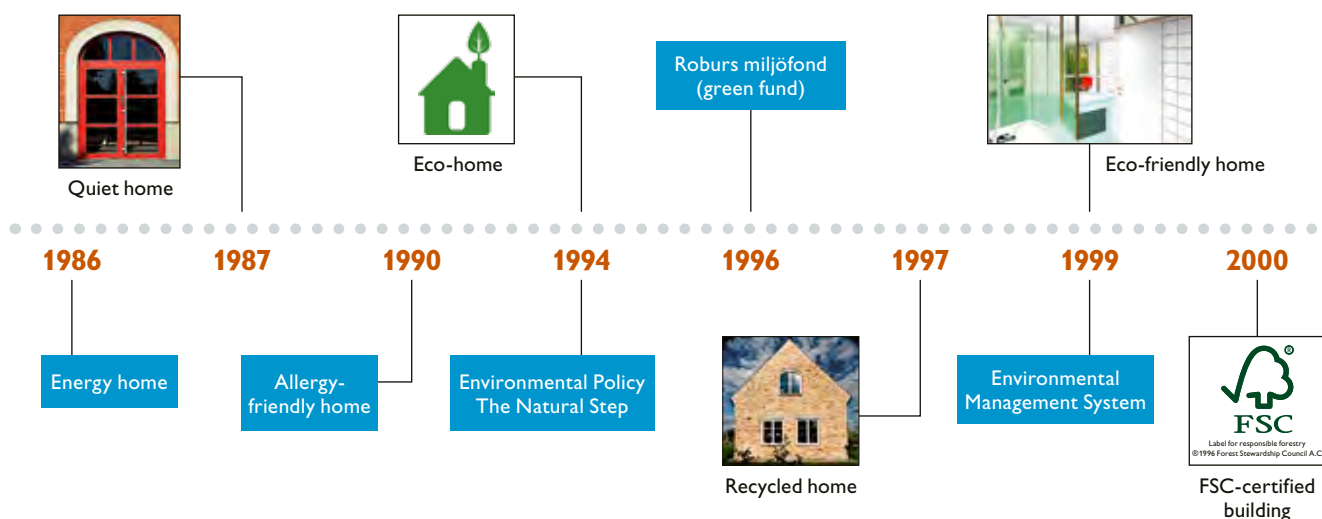 Roburs miljöfond
(green fund)
Quiet home
Eco-home
Eco-friendly home
1986
1987
1990
1994
1996
1997
1999
2000
Energy home
Allergy-
friendly home
Environmental Policy
The Natural Step
Recycled home
Environmental
Management System
®
FSC
Label for responsible forestry
©1996 Forest Stewardship Council A.C
FSC-certified
building